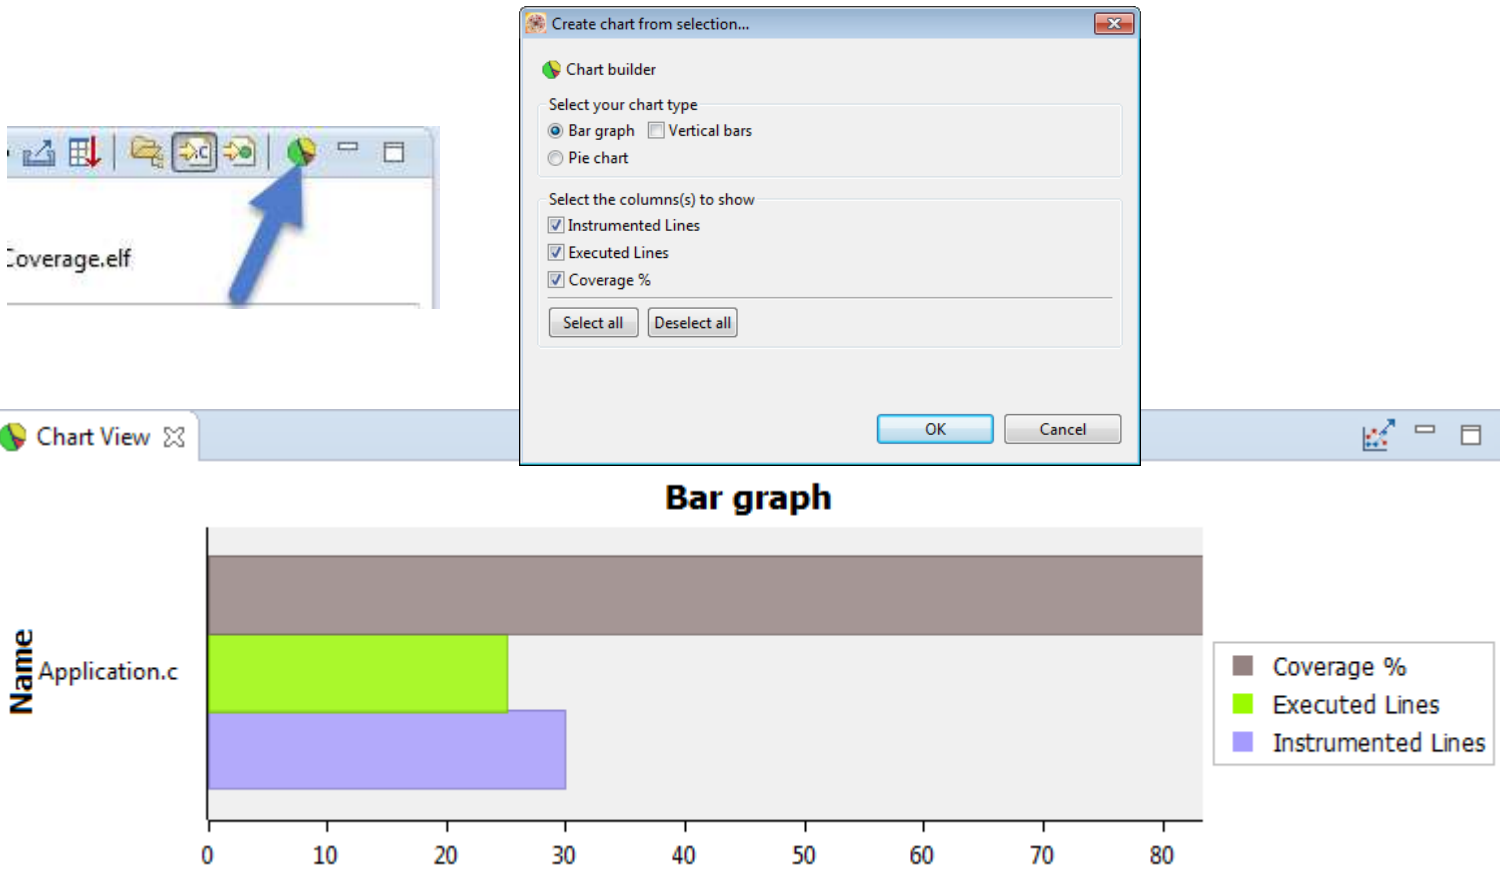 Create chart from selection...
Chart builder
Select your chart type
Bar graph
Vertical bars
Pie chart
.c
Coverage.elf
Select the columns(s) to show
Instrumented Lines
Executed Lines
Coverage %
Select all
Deselect all
OK
Cancel
Chart View
Bar graph
Name
Application.c
Coverage %
Executed Lines
Instrumented Lines
0 10 20 30 40 50 60 70 80